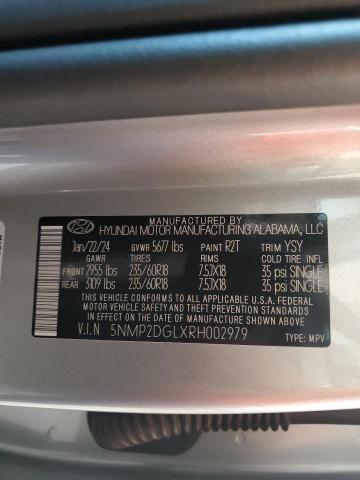 HYUNDAI MOTOR MANUFACTURING ALABAMA, LLC
Jan/22/24 GVWR 5677 lbs PAINT R2T TRIM YSY
GAWR TIRES RIMS COLD TIRE INFL
FRONT 2955 lbs 235/60R18 7.5JX18 35 psi SINGLE
REAR 3109 lbs 235/60R18 7.5JX18 35 psi SINGLE
THIS VEHICLE CONFORMS TO ALL APPLICABLE U.S.A. FEDERAL
MOTOR VEHICLE SAFETY AND THEFT PREVENTION STANDARDS
IN EFFECT ON THE DATE OF MANUFACTURE SHOWN ABOVE.
V.I.N 5NMP2DGLXRH002979 TYPE: MPV